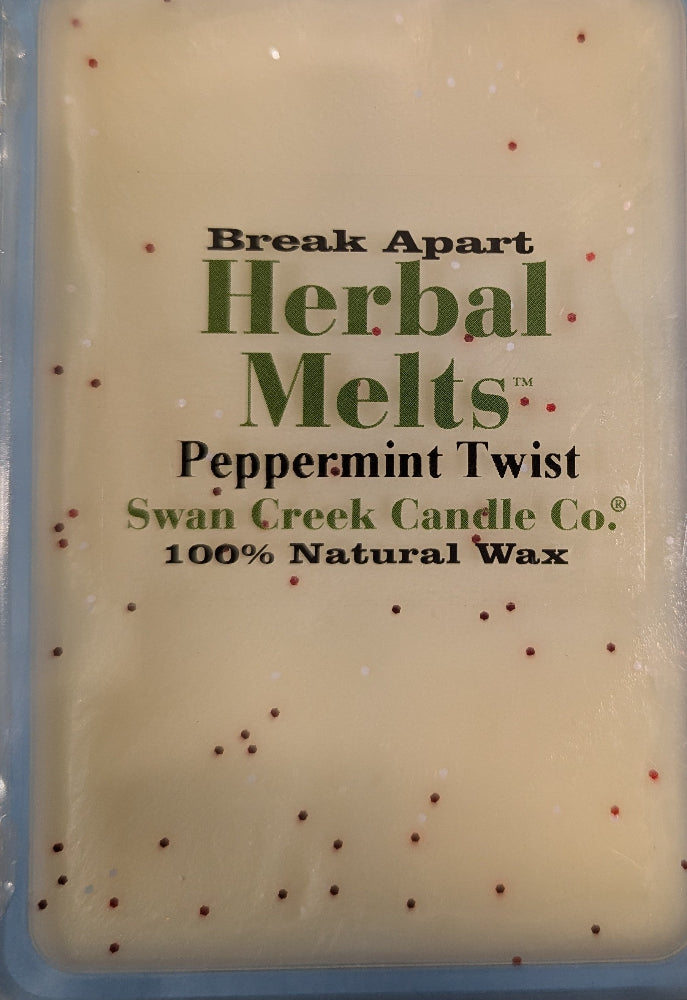 Break Apart
Herbal
Melts™
Peppermint Twist
Swan Creek Candle Co.®
100% Natural Wax